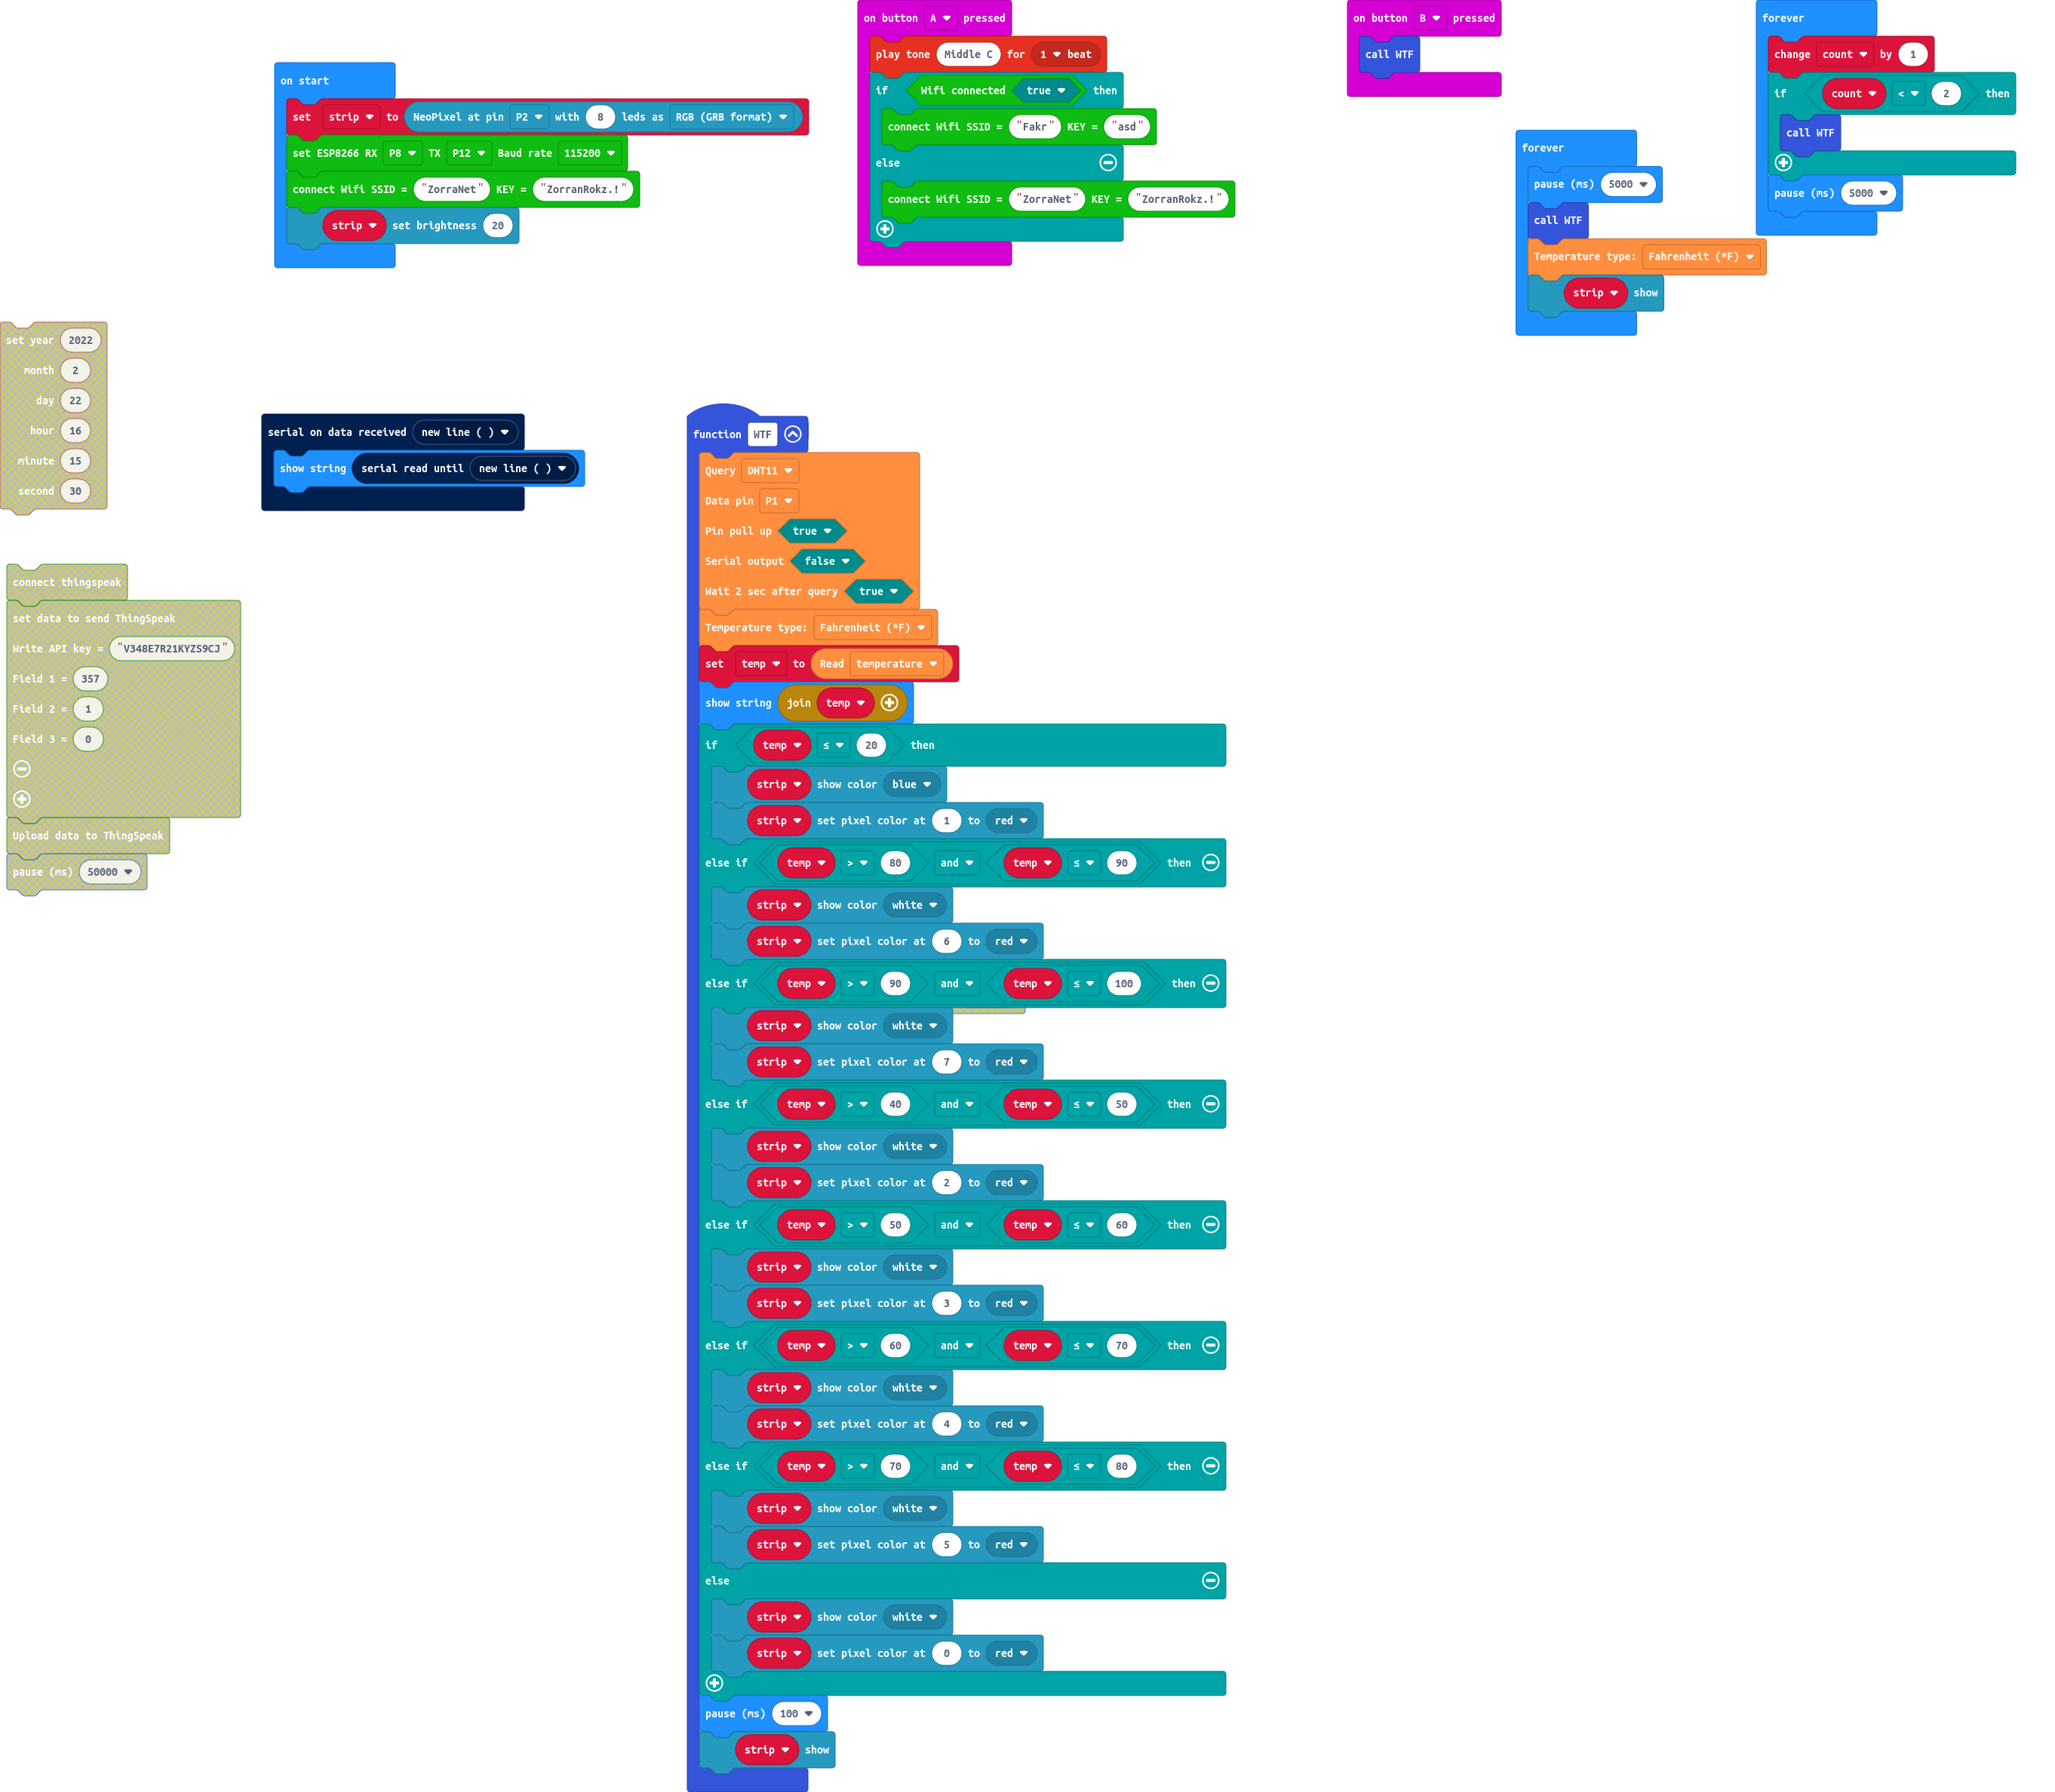 on start
set strip to NeoPixel at pin P2 with 8 leds as RGB (GRB format)
set ESP8266 RX P8 TX P12 Baud rate 115200
connect Wifi SSID = "ZorraNet" KEY = "ZorranRokz.!"
strip set brightness 20
on button A pressed
play tone Middle C for 1 beat
if Wifi connected true then
connect Wifi SSID = "Fakr" KEY = "asd"
else
connect Wifi SSID = "ZorraNet" KEY = "ZorranRokz.!"
on button B pressed
call WTF
forever
pause (ms) 5000
call WTF
Temperature type: Fahrenheit (*F)
strip show
forever
change count by 1
if count < 2 then
call WTF
pause (ms) 5000
set year 2022
month 2
day 22
hour 16
minute 15
second 30
serial on data received new line ( )
show string serial read until new line ( )
connect thingspeak
set data to send ThingSpeak
Write API key = "V348E7R21KYZS9CJ"
Field 1 = 357
Field 2 = 1
Field 3 = 0
Upload data to ThingSpeak
pause (ms) 50000
function WTF
Query DHT11
Data pin P1
Pin pull up true
Serial output false
Wait 2 sec after query true
Temperature type: Fahrenheit (*F)
set temp to Read temperature
show string join temp
if temp ≤ 20 then
strip show color blue
strip set pixel color at 1 to red
else if temp > 80 and temp ≤ 90 then
strip show color white
strip set pixel color at 6 to red
else if temp > 90 and temp ≤ 100 then
strip show color white
strip set pixel color at 7 to red
else if temp > 40 and temp ≤ 50 then
strip show color white
strip set pixel color at 2 to red
else if temp > 50 and temp ≤ 60 then
strip show color white
strip set pixel color at 3 to red
else if temp > 60 and temp ≤ 70 then
strip show color white
strip set pixel color at 4 to red
else if temp > 70 and temp ≤ 80 then
strip show color white
strip set pixel color at 5 to red
else
strip show color white
strip set pixel color at 0 to red
pause (ms) 100
strip show